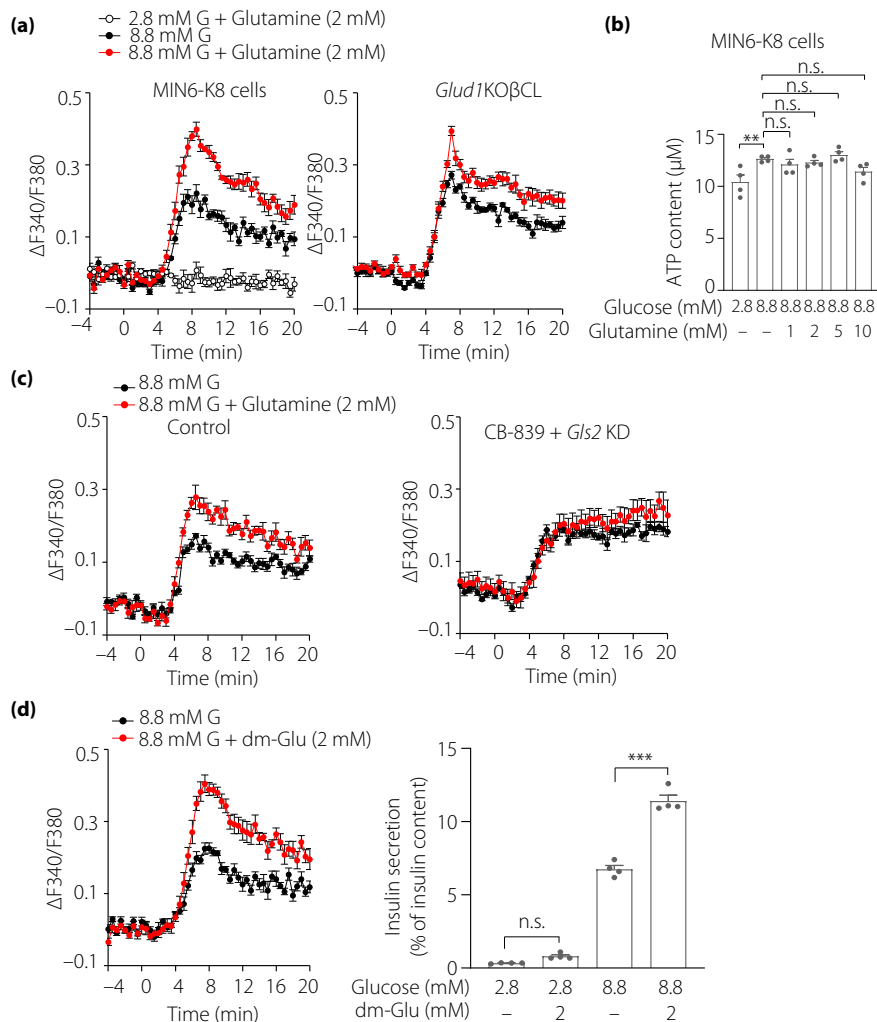 (a)
2.8 mM G + Glutamine (2 mM)
8.8 mM G
8.8 mM G + Glutamine (2 mM)
MIN6-K8 cells
ΔF340/F380
0.5
0.3
0.1
−0.1
−4 0 4 8 12 16 20
Time (min)
Glud1KOβCL
0.5
0.3
0.1
−0.1
−4 0 4 8 12 16 20
Time (min)
(b)
MIN6-K8 cells
n.s.
n.s.
n.s.
n.s.
**
ATP content (μM)
15
10
5
0
Glucose (mM) 2.8 8.8 8.8 8.8 8.8 8.8
Glutamine (mM) – – 1 2 5 10
(c)
8.8 mM G
8.8 mM G + Glutamine (2 mM)
Control
ΔF340/F380
0.5
0.3
0.1
−0.1
−4 0 4 8 12 16 20
Time (min)
CB-839 + Gls2 KD
ΔF340/F380
0.5
0.3
0.1
−0.1
−4 0 4 8 12 16 20
Time (min)
(d)
8.8 mM G
8.8 mM G + dm-Glu (2 mM)
ΔF340/F380
0.5
0.3
0.1
−0.1
−4 0 4 8 12 16 20
Time (min)
Insulin secretion
(% of insulin content)
15
10
5
0
n.s.
***
Glucose (mM) 2.8 2.8 8.8 8.8
dm-Glu (mM) – 2 – 2